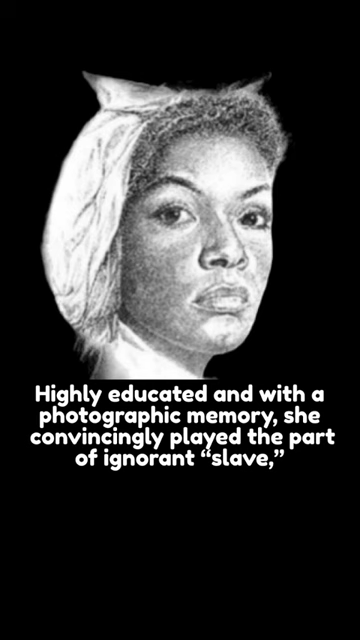 Highly educated and with a
photographic memory, she
convincingly played the part
of ignorant “slave,”